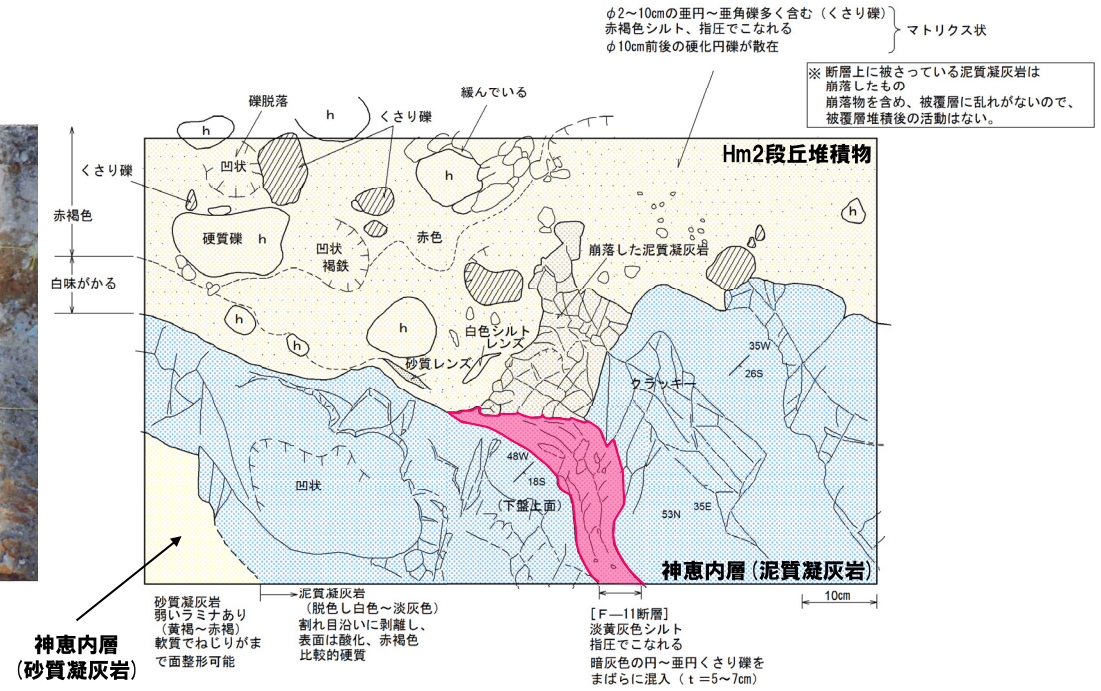 φ2～10cmの亜円～亜角礫多く含む（くさり礫）
赤褐色シルト、指圧でこなれる
φ10cm前後の硬化円礫が散在
マトリクス状
※ 断層上に被さっている泥質凝灰岩は
崩落したもの
崩落物を含め、被覆層に乱れがないので、
被覆層堆積後の活動はない。
礫脱落
h
h
くさり礫
緩んでいる
Hm2段丘堆積物
凹状
くさり礫
h
h
赤褐色
硬質礫 h
凹状
褐鉄
赤色
崩落した泥質凝灰岩
白味がかる
h
h
h
白色シルト
レンズ
砂質レンズ
35W
26S
クラッキー
48W
18S
（下盤上面）
凹状
53N
35E
神恵内層（泥質凝灰岩）
10cm
砂質凝灰岩
弱いラミナあり
（黄褐～赤褐）
軟質でねじりがま
で面整形可能
泥質凝灰岩
（脱色し白色～淡灰色）
割れ目沿いに剥離し、
表面は酸化、赤褐色
比較的硬質
［F―11断層］
淡黄灰色シルト
指圧でこなれる
暗灰色の円～亜円くさり礫を
まばらに混入（ｔ＝5～7cm）
神恵内層
（砂質凝灰岩）